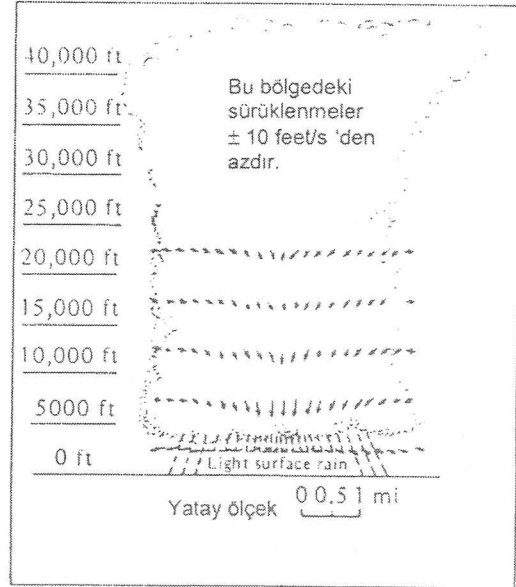 40,000 ft
Bu bölgedeki
35,000 ft
sürüklenmeler
± 10 feet/s 'den
30,000 ft
azdır.
25,000 ft
20,000 ft
15,000 ft
10,000 ft
5000 ft
0 ft
Light surface rain
Yatay ölçek 0 0.5 1 mi